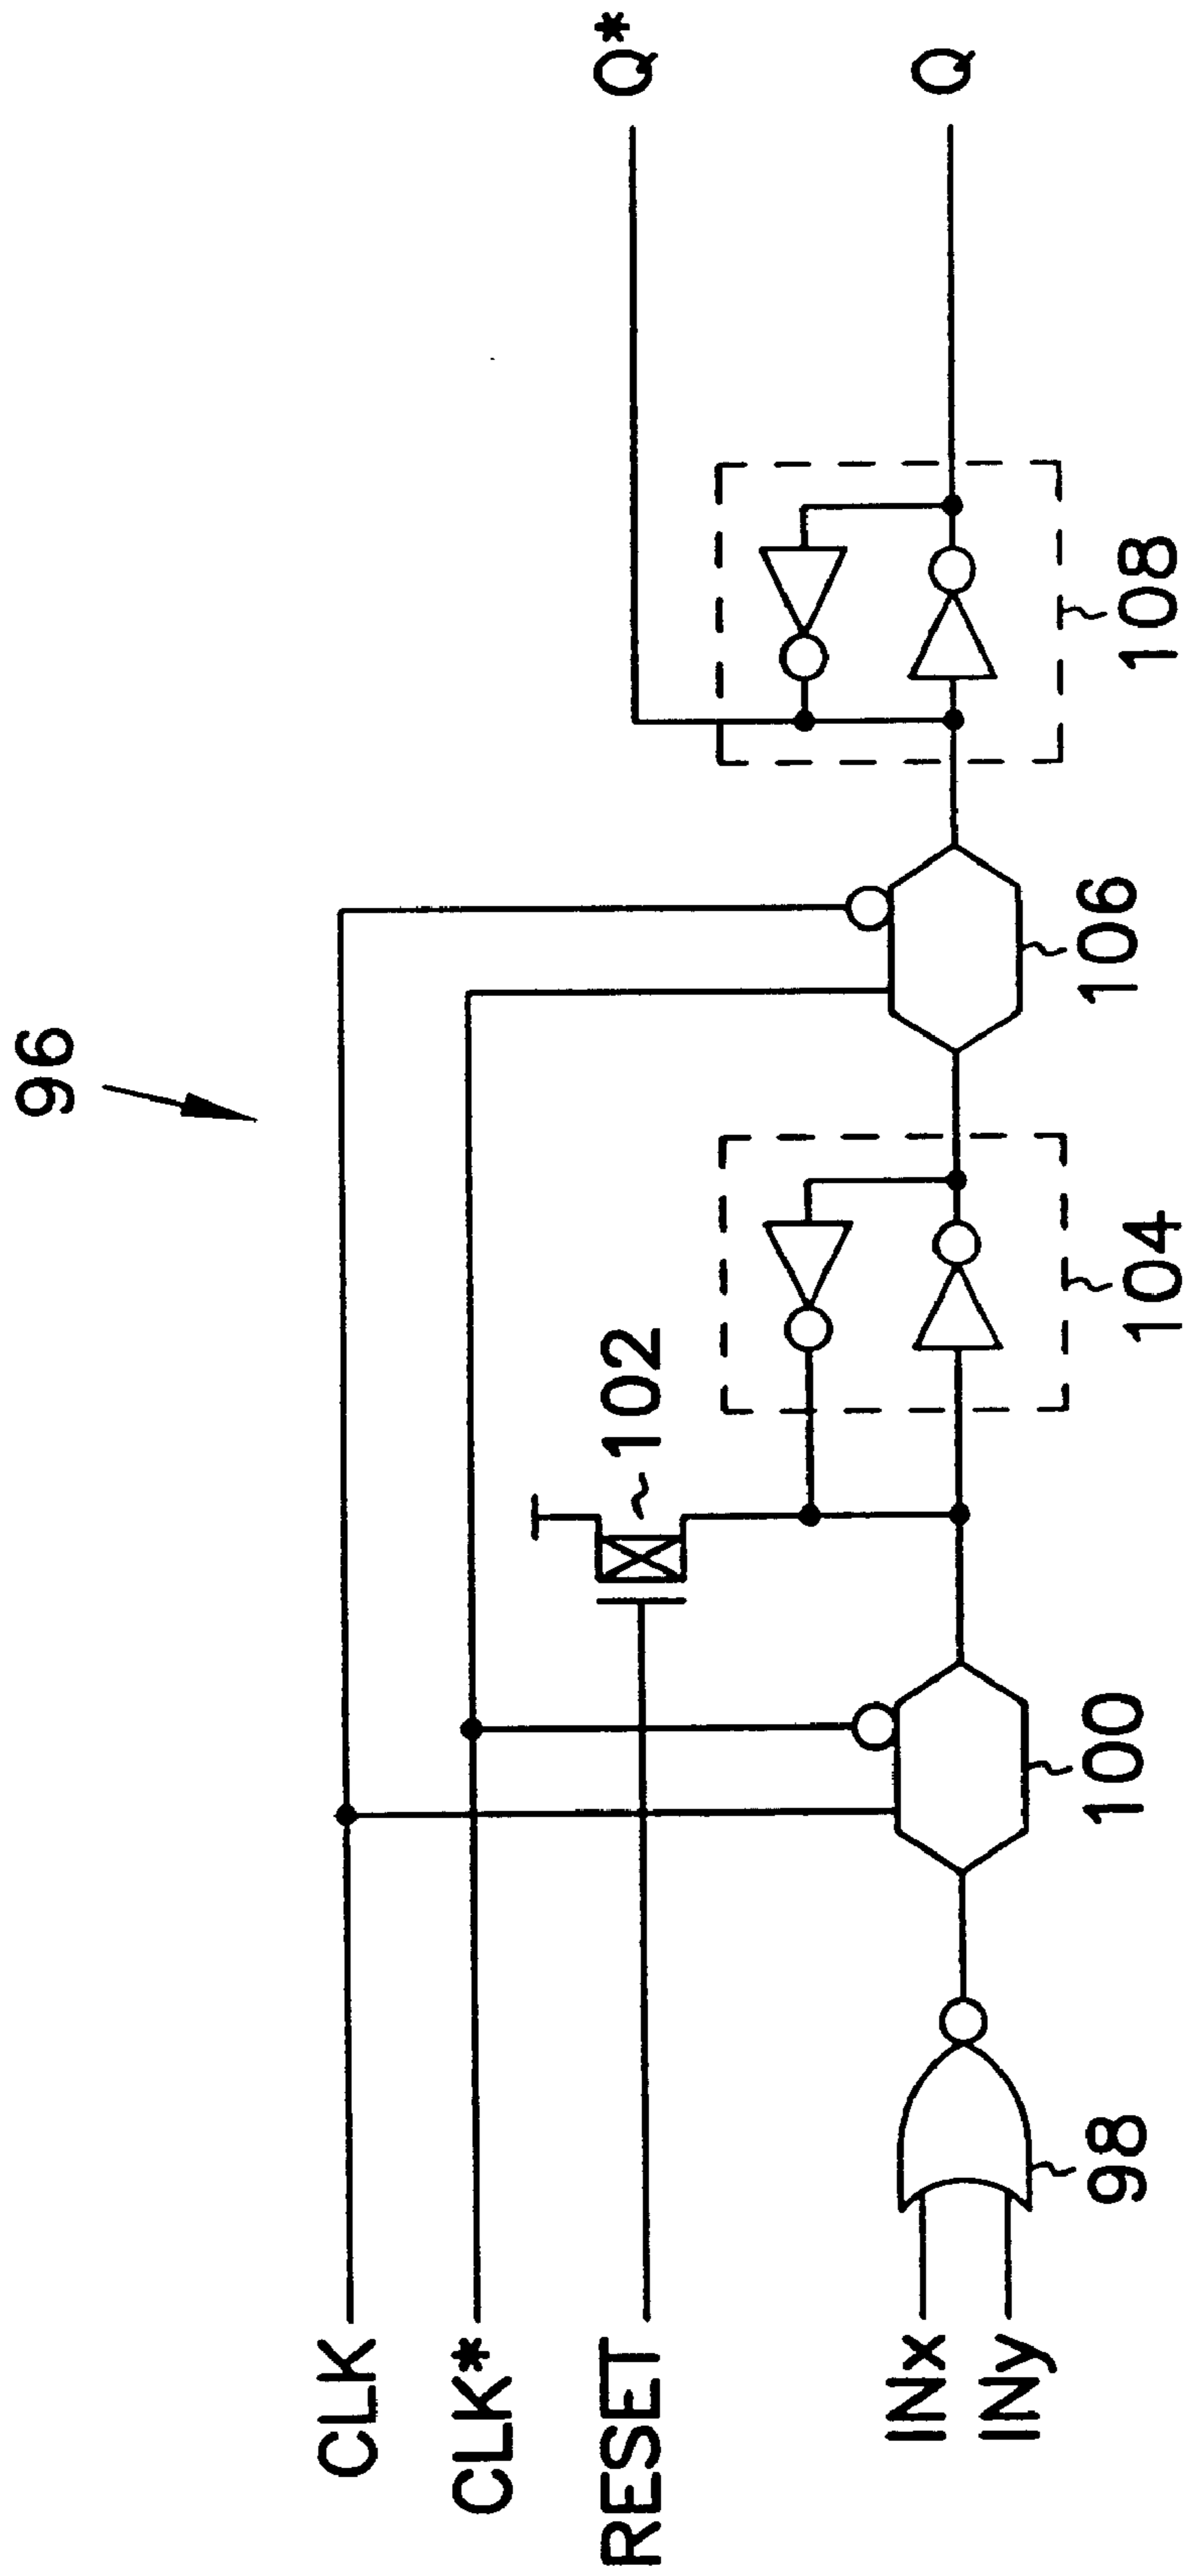 96
CLK
CLK*
RESET
Q*
102
INx
INy
Q
98
100
104
106
108